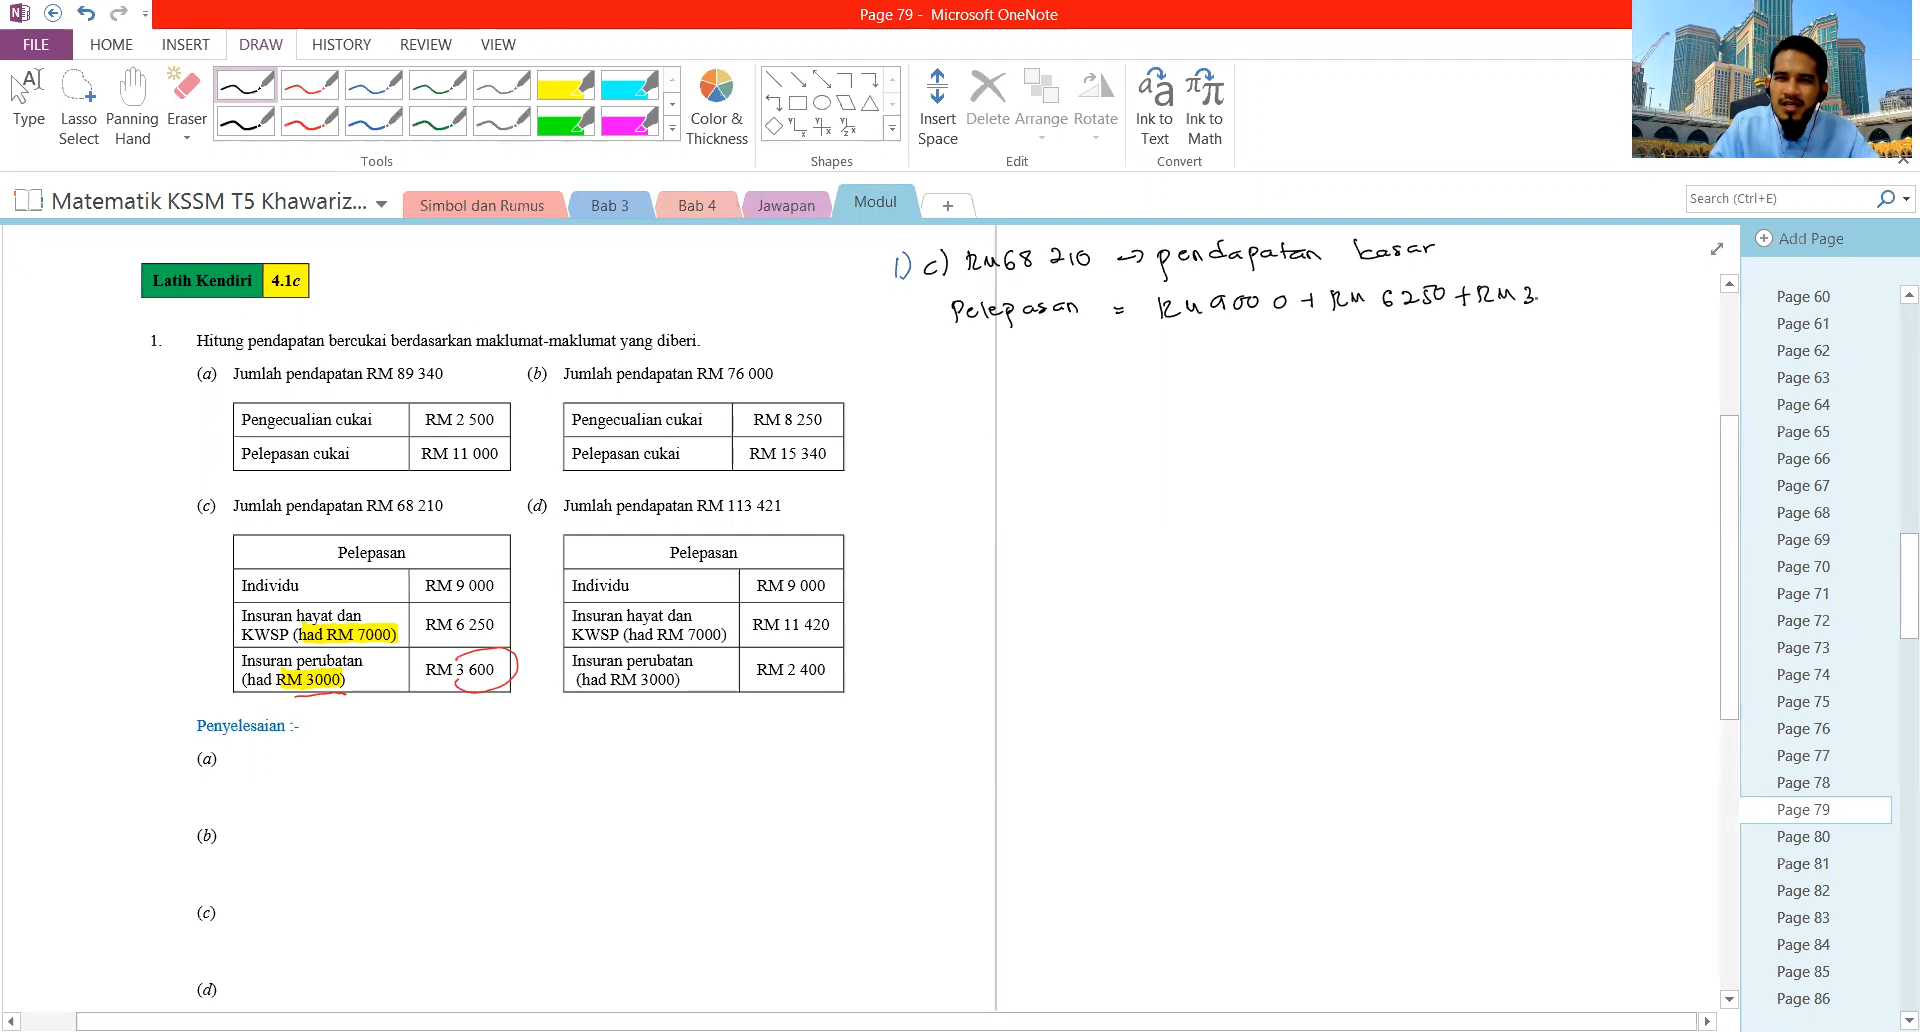 Page 79 - Microsoft OneNote
FILE HOME INSERT DRAW HISTORY REVIEW VIEW
Type
Lasso Select
Panning Hand
Eraser
Color & Thickness
Insert Space
Delete
Arrange
Rotate
Ink to Text
Ink to Math
Tools
Shapes
Edit
Convert
Matematik KSSM T5 Khawariz...
Simbol dan Rumus
Bab 3
Bab 4
Jawapan
Modul
Search (Ctrl+E)
Add Page
Page 60
Page 61
Page 62
Page 63
Page 64
Page 65
Page 66
Page 67
Page 68
Page 69
Page 70
Page 71
Page 72
Page 73
Page 74
Page 75
Page 76
Page 77
Page 78
Page 79
Page 80
Page 81
Page 82
Page 83
Page 84
Page 85
Page 86
Latih Kendiri 4.1c
1. Hitung pendapatan bercukai berdasarkan maklumat-maklumat yang diberi.
(a) Jumlah pendapatan RM 89 340
Pengecualian cukai RM 2 500
Pelepasan cukai RM 11 000
(b) Jumlah pendapatan RM 76 000
Pengecualian cukai RM 8 250
Pelepasan cukai RM 15 340
(c) Jumlah pendapatan RM 68 210
Pelepasan
Individu RM 9 000
Insuran hayat dan
KWSP (had RM 7000) RM 6 250
Insuran perubatan
(had RM 3000) RM 3 600
(d) Jumlah pendapatan RM 113 421
Pelepasan
Individu RM 9 000
Insuran hayat dan
KWSP (had RM 7000) RM 11 420
Insuran perubatan
(had RM 3000) RM 2 400
Penyelesaian :-
(a)
(b)
(c)
(d)
1) c) RM68 210 → pendapatan kasar
Pelepasan = RM9000 + RM 6250 + RM 3